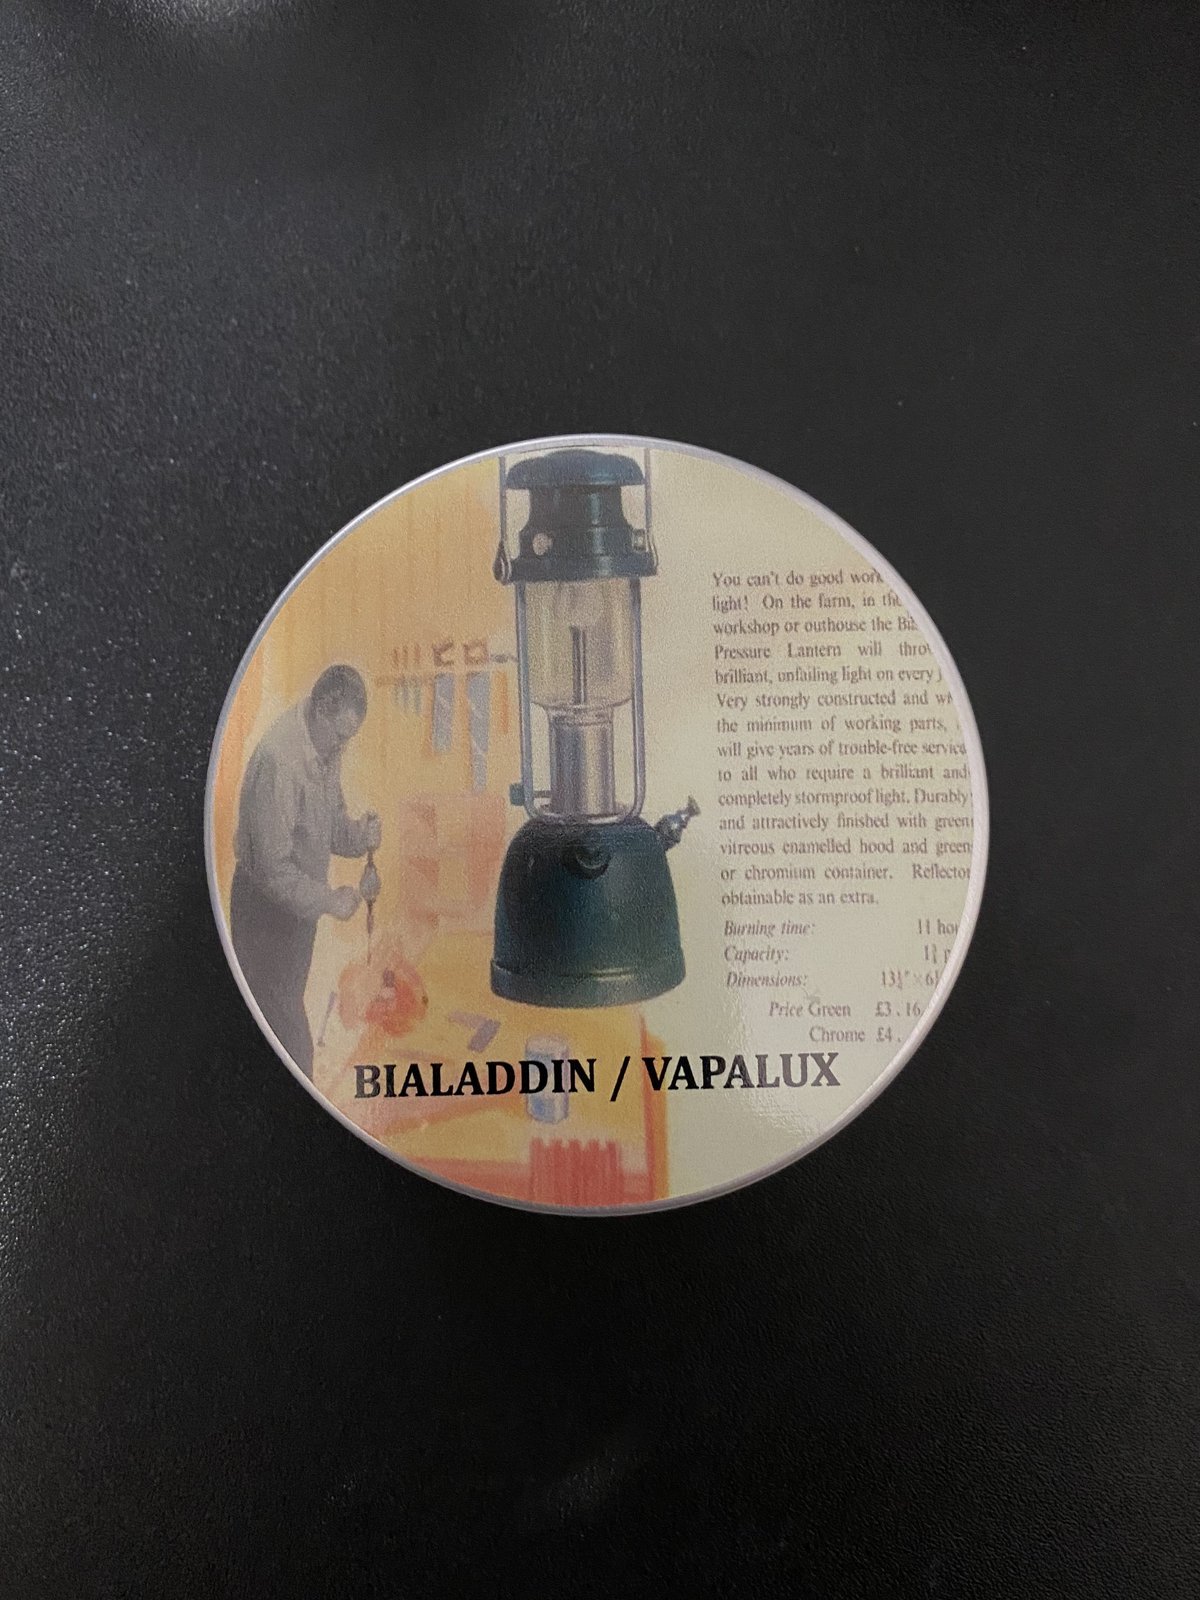 You can't do good work
light! On the farm, in the
workshop or outhouse the
Pressure Lantern will
brilliant, unfailing light on every
Very strongly constructed and
the minimum of working parts,
will give years of trouble-free service
to all who require a brilliant and
completely stormproof light. Durably
and attractively finished with green
vitreous enamelled hood and green
or chromium container. Reflector
obtainable as an extra.
Burning time: 11
Capacity:
Dimensions:
Price Green £3.16
Chrome £4.
BIALADDIN / VAPALUX